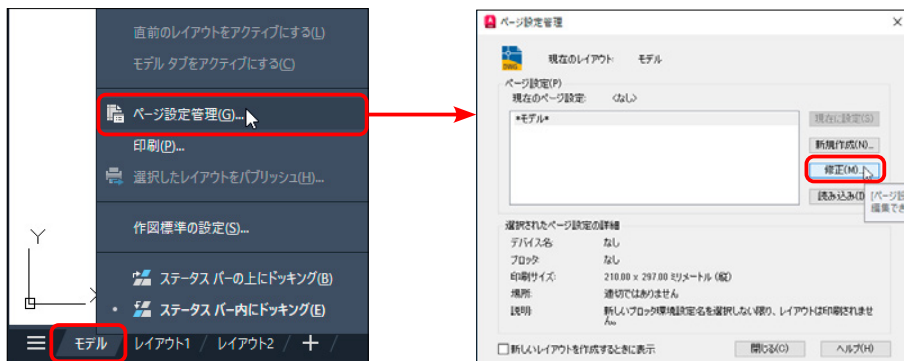 直前のレイアウトをアクティブにする(L)
モデル タブをアクティブにする(C)
ページ設定管理(G)...
印刷(P)...
選択したレイアウトをパブリッシュ(H)...
作図標準の設定(S)...
ステータス バーの上にドッキング(B)
ステータス バー内にドッキング(E)
Y
モデル
レイアウト1
レイアウト2
+
ページ設定管理
現在のレイアウト: モデル
ページ設定(P)
現在のページ設定: <なし>
*モデル*
現在に設定(S)
新規作成(N)...
修正(M)...
読み込み(I)
[ページ設
編集でき
選択されたページ設定の詳細
デバイス名: なし
プロッタ: なし
印刷サイズ: 210.00 x 297.00 ミリメートル (縦)
場所: 適切ではありません
説明: 新しいプロッタ環境設定名を選択しない限り、レイアウトは印刷されませ
ん。
新しいレイアウトを作成するときに表示
閉じる(C)
ヘルプ(H)